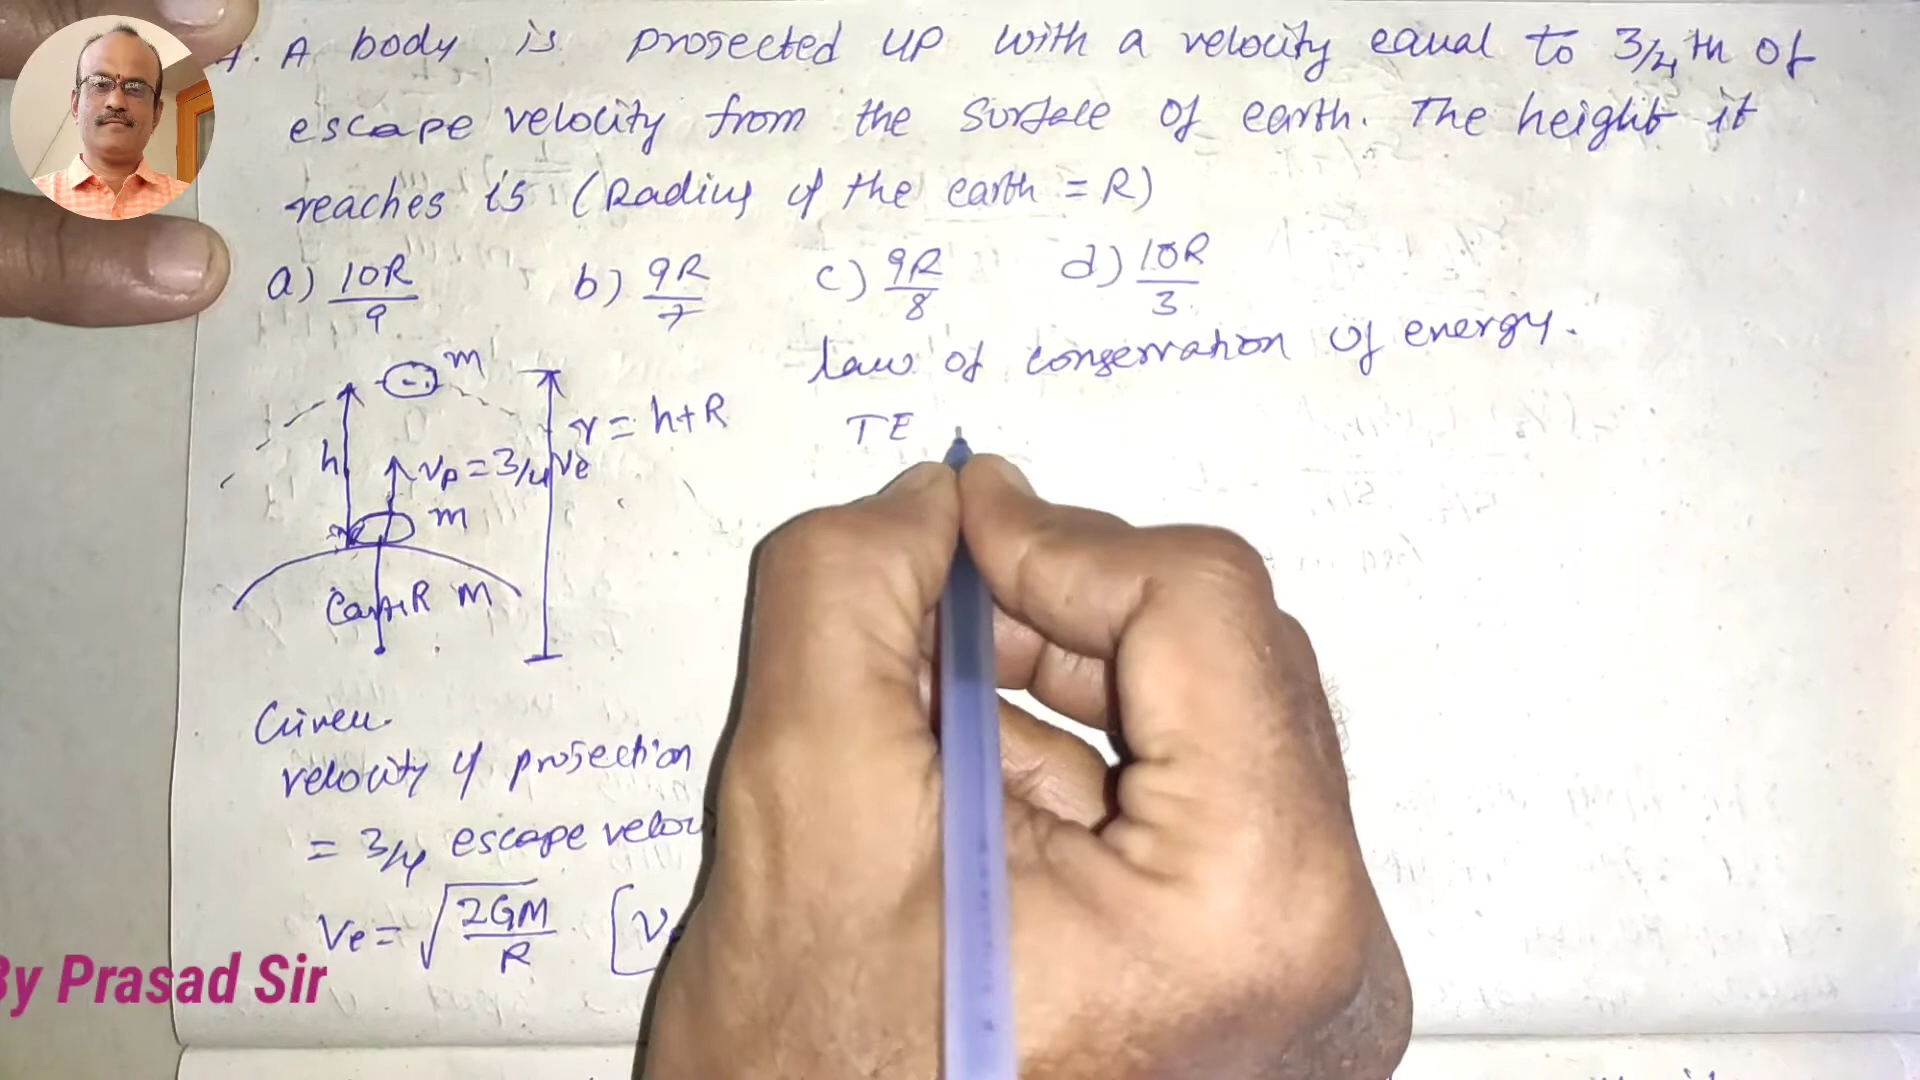 A body is projected up with a velocity equal to 3/4 th of
escape velocity from the surface of earth. The height it
reaches is (Radius of the earth = R)
a) 10R/9 b) 9R/7 c) 9R/8 d) 10R/3
law of conservation of energy.
TE
m
h
r = h+R
vp = 3/4 ve
m
Earth R M
Given
velocity of projection
= 3/4 escape
Ve = √2GM/R [V
By Prasad Sir